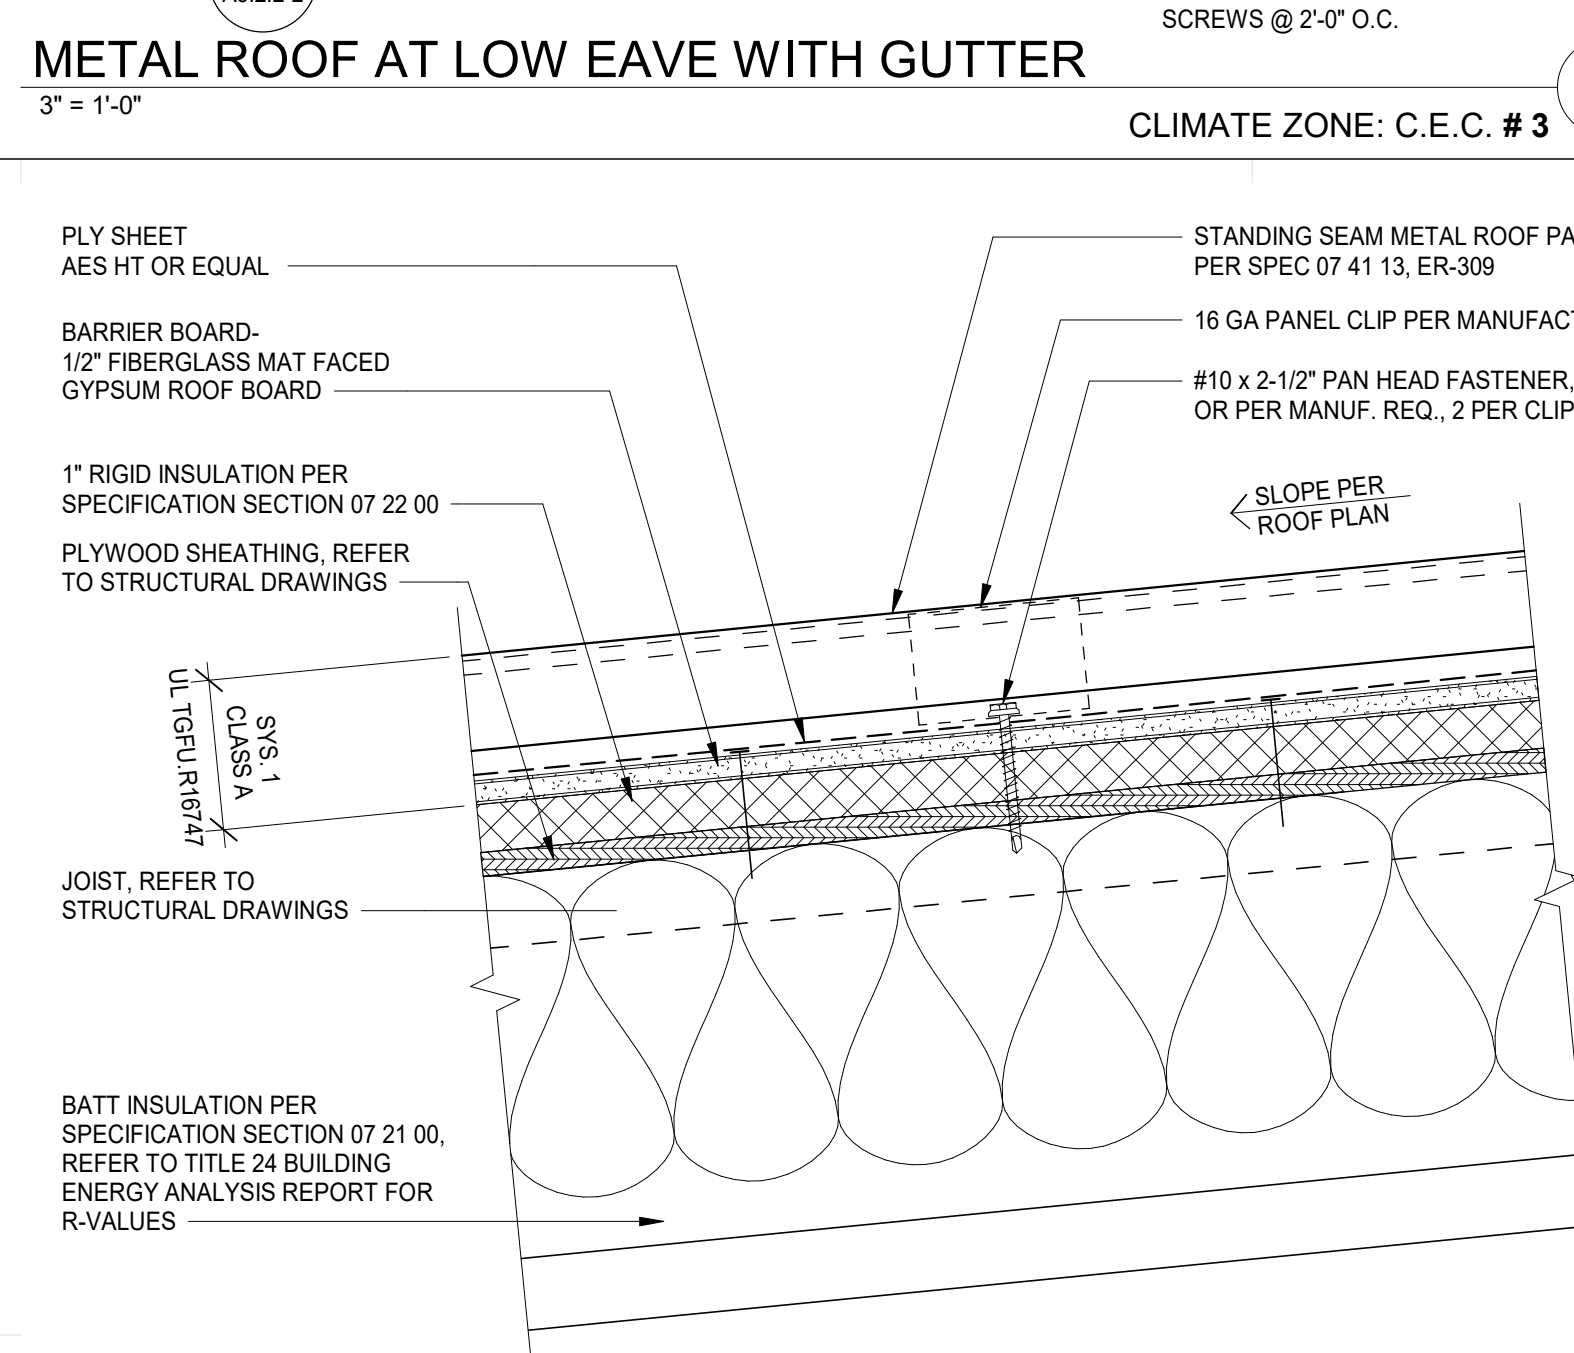 SCREWS @ 2'-0" O.C.
METAL ROOF AT LOW EAVE WITH GUTTER
3" = 1'-0"
CLIMATE ZONE: C.E.C. # 3
PLY SHEET
AES HT OR EQUAL
BARRIER BOARD-
1/2" FIBERGLASS MAT FACED
GYPSUM ROOF BOARD
1" RIGID INSULATION PER
SPECIFICATION SECTION 07 22 00
PLYWOOD SHEATHING, REFER
TO STRUCTURAL DRAWINGS
STANDING SEAM METAL ROOF
PER SPEC 07 41 13, ER-309
16 GA PANEL CLIP PER
#10 x 2-1/2" PAN HEAD FASTENER,
OR PER MANUF. REQ., 2 PER CLIP
SLOPE PER
ROOF PLAN
SYS. 1
CLASS A
UL TGFU.R16747
JOIST, REFER TO
STRUCTURAL DRAWINGS
BATT INSULATION PER
SPECIFICATION SECTION 07 21 00,
REFER TO TITLE 24 BUILDING
ENERGY ANALYSIS REPORT FOR
R-VALUES